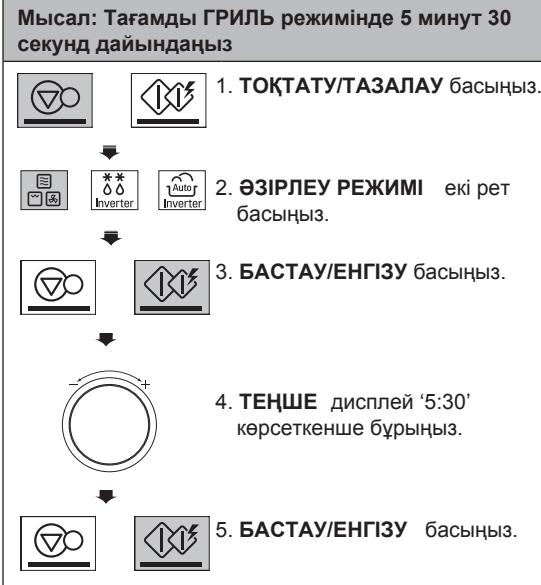 Мысал: Тағамды ГРИЛЬ режимінде 5 минут 30
секунд дайындаңыз
1. ТОҚТАТУ/ТАЗАЛАУ басыңыз.
Inverter
Auto
Inverter
2. ӘЗІРЛЕУ РЕЖИМІ екі рет
басыңыз.
3. БАСТАУ/ЕНГІЗУ басыңыз.
- +
4. ТЕҢШЕ дисплей ‘5:30’
көрсеткенше бұрыңыз.
5. БАСТАУ/ЕНГІЗУ басыңыз.